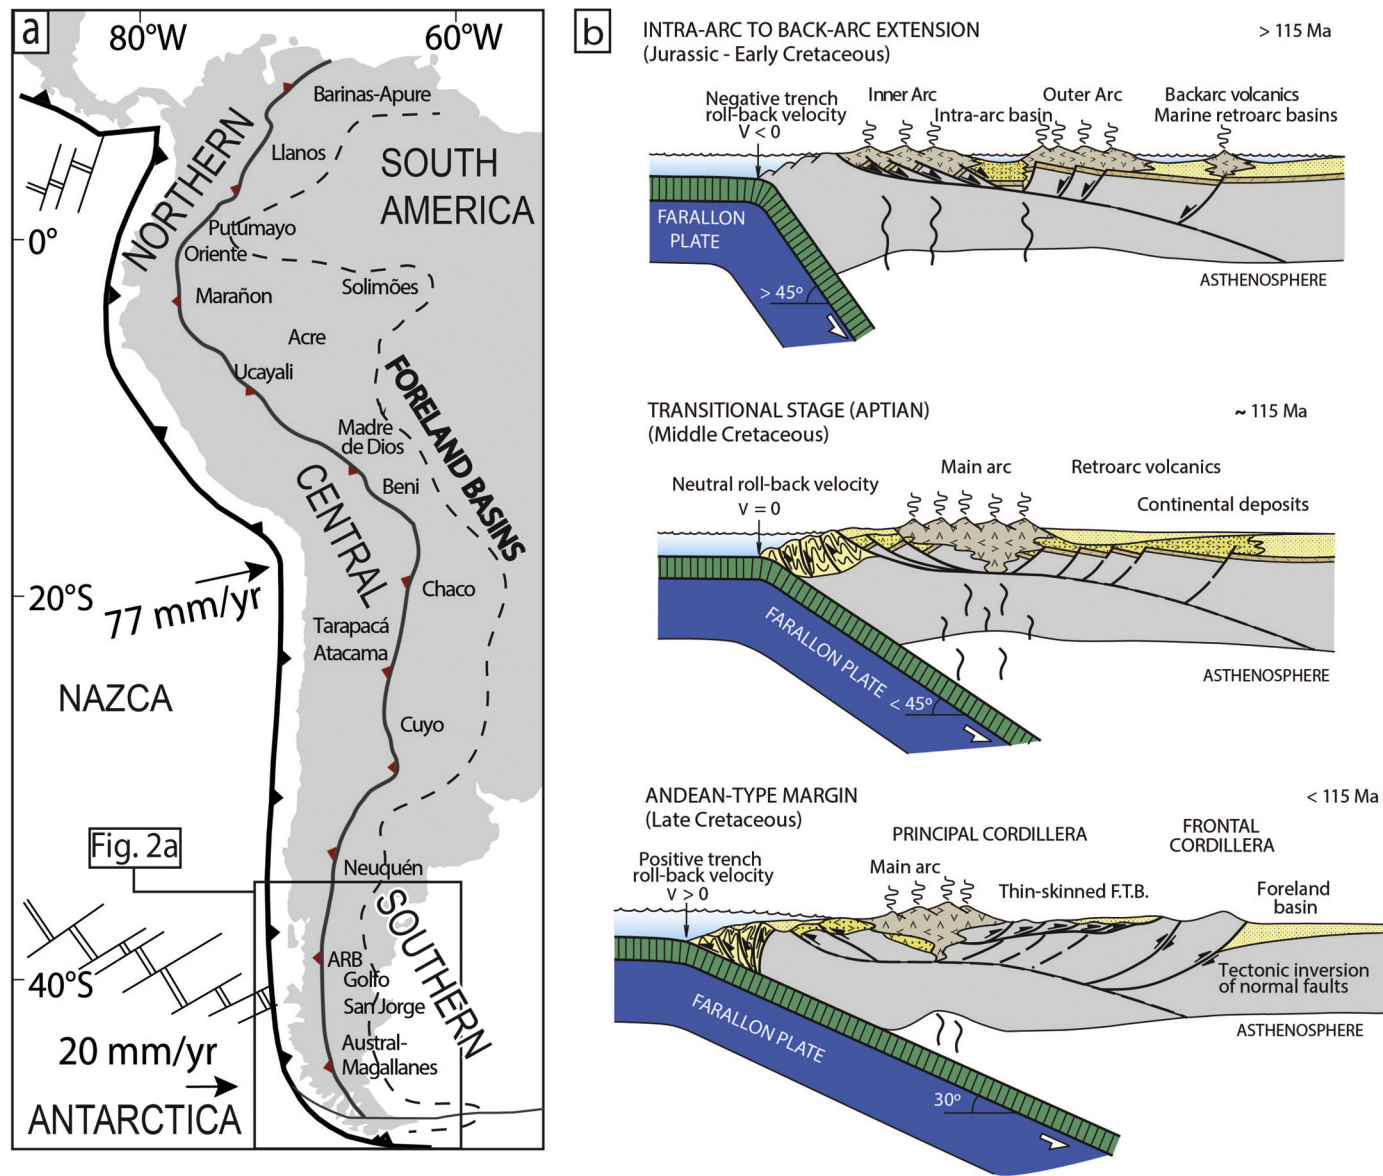 a
80°W
60°W
Barinas-Apure
NORTHERN
Llanos
SOUTH
AMERICA
Putumayo
0°
Oriente
Solimões
Marañon
Acre
Ucayali
FORELAND BASINS
Madre
de Dios
Beni
CENTRAL
20°S
77 mm/yr
Chaco
Tarapacá
Atacama
NAZCA
Cuyo
Fig. 2a
Neuquén
SOUTHERN
ARB
40°S
Golfo
San Jorge
20 mm/yr
Austral-
Magallanes
ANTARCTICA
b
INTRA-ARC TO BACK-ARC EXTENSION
> 115 Ma
(Jurassic - Early Cretaceous)
Negative trench
roll-back velocity
V < 0
Inner Arc
Intra-arc basin
Outer Arc
Backarc volcanics
Marine retroarc basins
FARALLON
PLATE
> 45º
ASTHENOSPHERE
TRANSITIONAL STAGE (APTIAN)
~ 115 Ma
(Middle Cretaceous)
Main arc
Retroarc volcanics
Neutral roll-back velocity
V = 0
Continental deposits
FARALLON PLATE
< 45º
ASTHENOSPHERE
ANDEAN-TYPE MARGIN
< 115 Ma
(Late Cretaceous)
PRINCIPAL CORDILLERA
FRONTAL
CORDILLERA
Positive trench
roll-back velocity
V > 0
Main arc
Thin-skinned F.T.B.
Foreland
basin
Tectonic inversion
of normal faults
FARALLON PLATE
ASTHENOSPHERE
30º